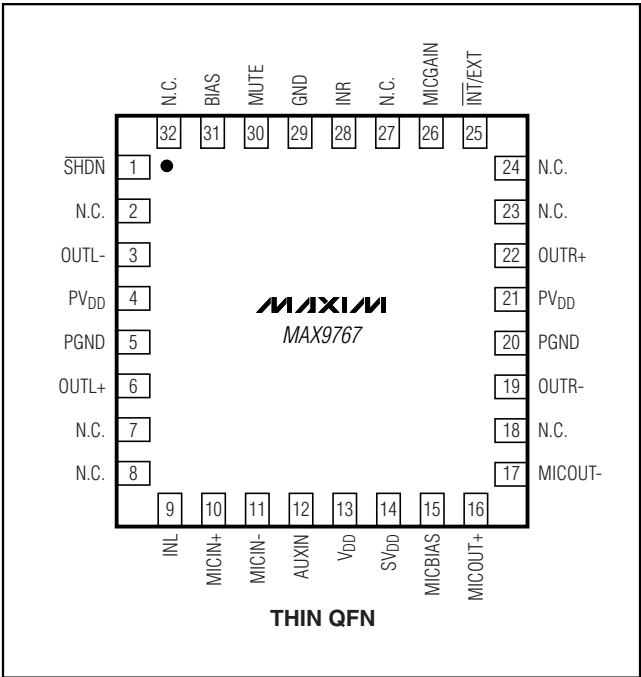 N.C.
BIAS
MUTE
GND
INR
N.C.
MICGAIN
INT/EXT
32 31 30 29 28 27 26 25
SHDN 1 24 N.C.
N.C. 2 23 N.C.
OUTL- 3 22 OUTR+
PVDD 4 21 PVDD
PGND 5 20 PGND
OUTL+ 6 19 OUTR-
N.C. 7 18 N.C.
N.C. 8 17 MICOUT-
MAXIM
MAX9767
9 10 11 12 13 14 15 16
INL
MICIN+
MICIN-
AUXIN
VDD
SVDD
MICBIAS
MICOUT+
THIN QFN